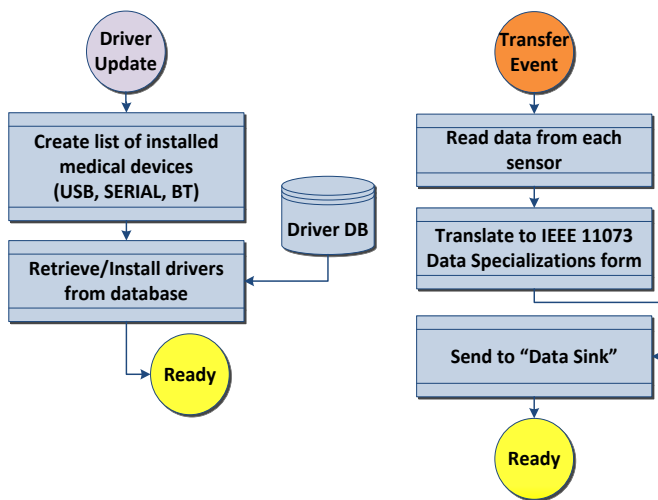 Driver
Update
Create list of installed
medical devices
(USB, SERIAL, BT)
Driver DB
Retrieve/Install drivers
from database
Ready
Transfer
Event
Read data from each
sensor
Translate to IEEE 11073
Data Specializations form
Send to “Data Sink”
Ready